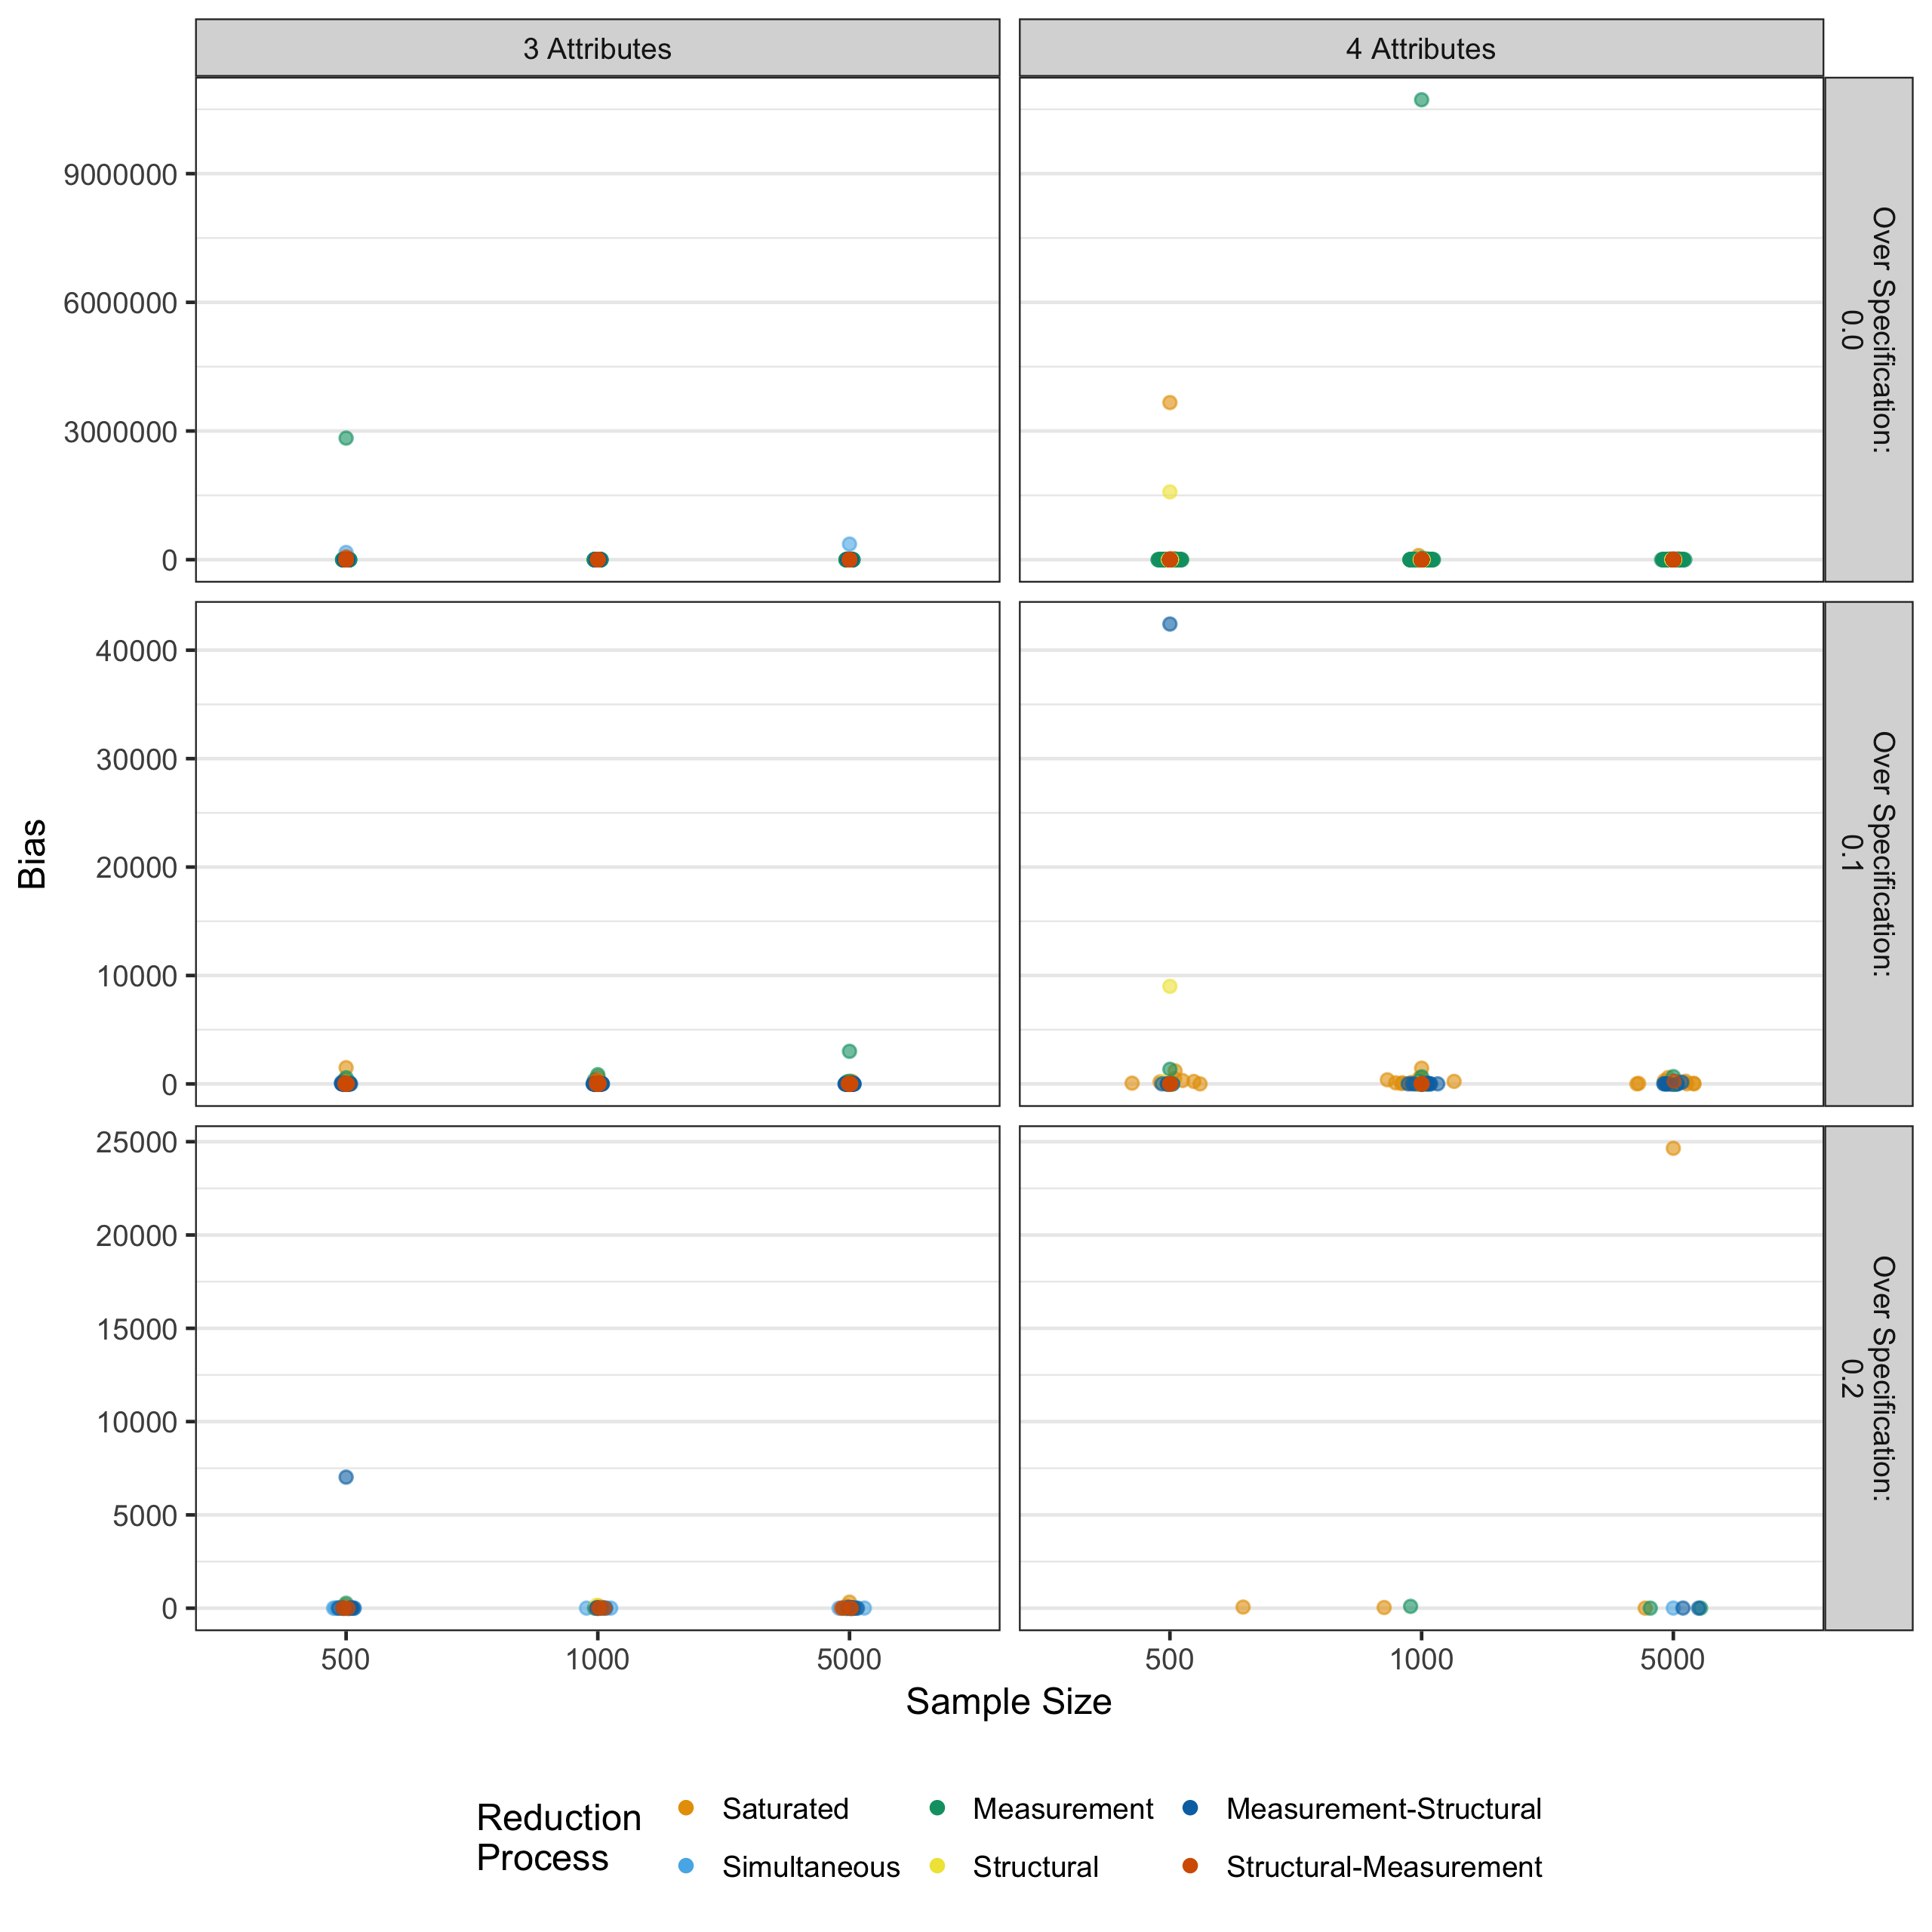 3 Attributes
4 Attributes
9000000
6000000
3000000
0
Over Specification:
0.0
40000
30000
20000
10000
0
Over Specification:
0.1
25000
20000
15000
10000
5000
0
Over Specification:
0.2
Bias
500
1000
5000
500
1000
5000
Sample Size
Reduction
Process
Saturated
Measurement
Measurement-Structural
Simultaneous
Structural
Structural-Measurement